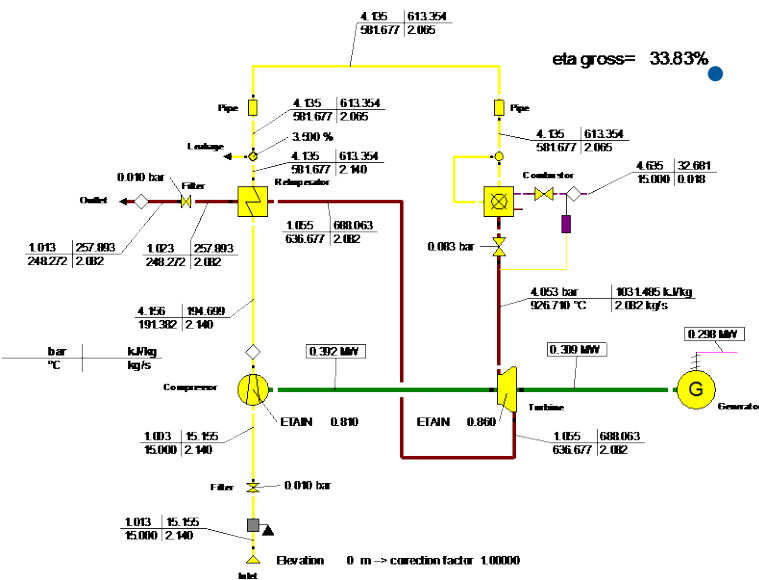 4.135 613.354
581.677 2.065
eta gross= 33.83%
Pipe
4.135 613.354
581.677 2.065
Pipe
4.135 613.354
581.677 2.065
Leakage
3.500 %
4.135 613.354
581.677 2.140
0.010 bar
Filter
Recuperator
Outlet
Combustor
4.635 32.681
15.000 0.018
1.055 688.063
636.677 2.082
0.083 bar
1.013 257.893
248.272 2.082
1.023 257.893
248.272 2.082
4.053 bar 1031.485 kJ/kg
926.710 °C 2.082 kg/s
4.156 194.699
191.382 2.140
bar kJ/kg
°C kg/s
0.392 MW
0.309 MW
0.298 MW
Compressor
G
ETAIN 0.810
ETAIN 0.860
Turbine
Generator
1.003 15.155
15.000 2.140
1.055 688.063
636.677 2.082
Filter
0.010 bar
1.013 15.155
15.000 2.140
Elevation 0 m -> correction factor 1.00000
Inlet